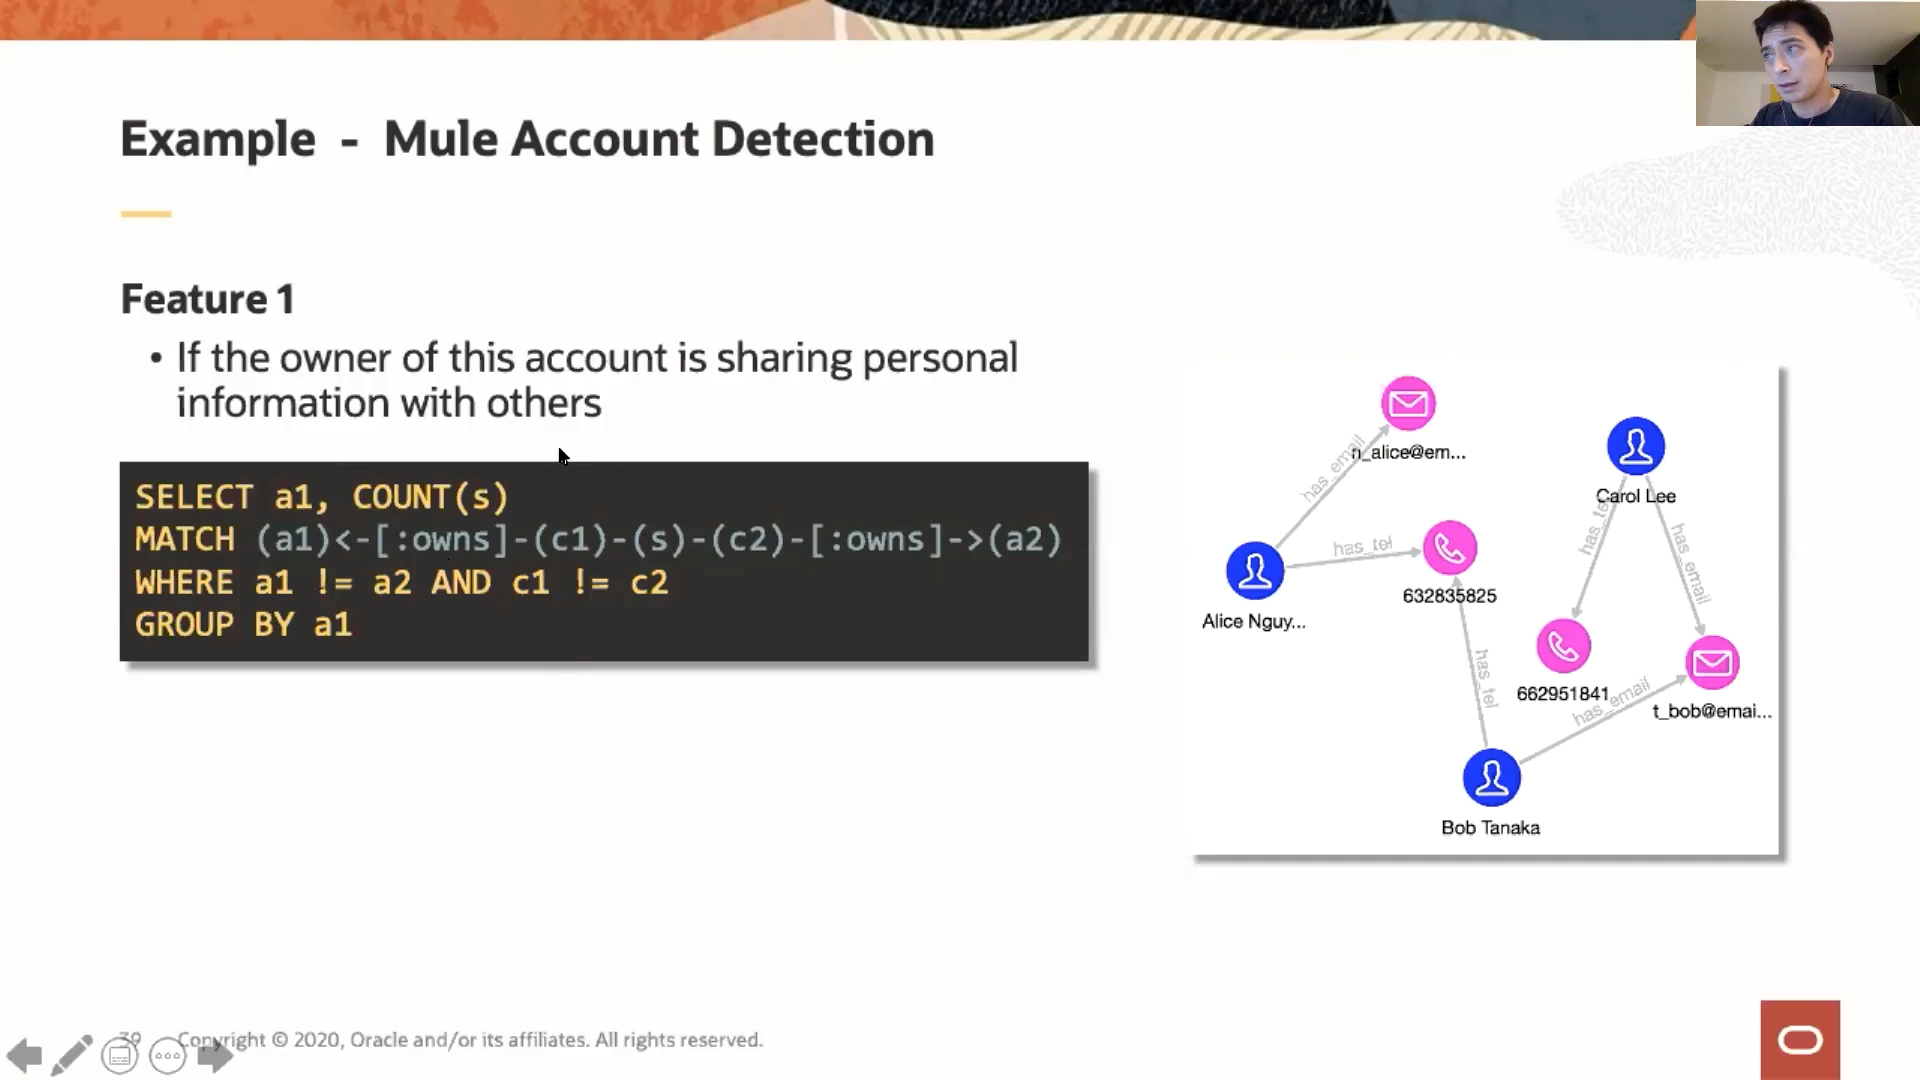 Example - Mule Account Detection
Feature 1
• If the owner of this account is sharing personal
information with others
SELECT a1, COUNT(s)
MATCH (a1)<-[:owns]-(c1)-(s)-(c2)-[:owns]->(a2)
WHERE a1 != a2 AND c1 != c2
GROUP BY a1
has_email
n_alice@em...
Carol Lee
has_tel
has_email
has_tel
632835825
Alice Nguy...
has_tel
662951841
has_email
t_bob@emai...
Bob Tanaka
39 Copyright © 2020, Oracle and/or its affiliates. All rights reserved.